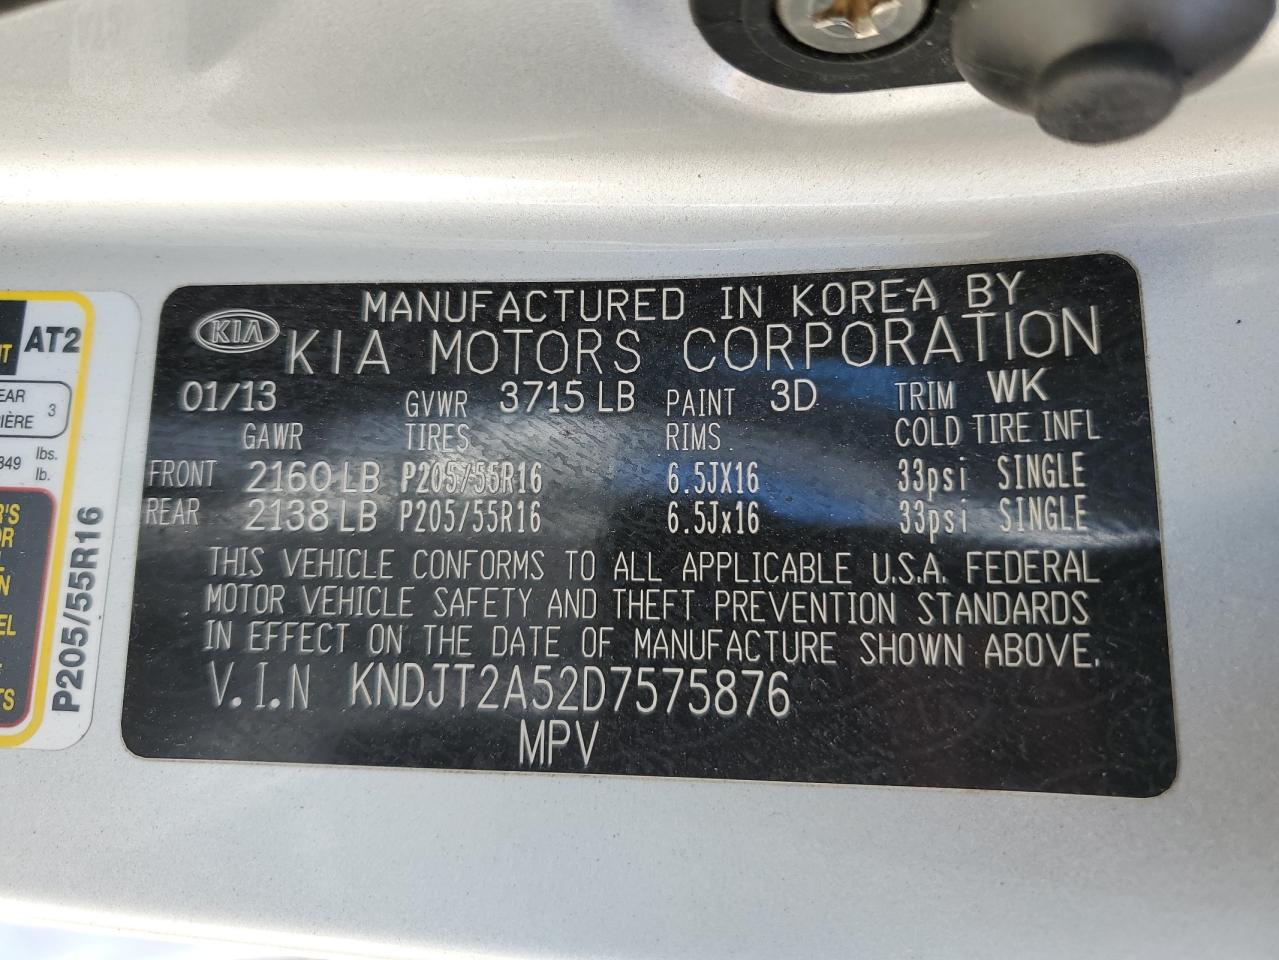 MANUFACTURED IN KOREA BY
KIA KIA MOTORS CORPORATION
01/13 GVWR 3715 LB PAINT 3D TRIM WK
GAWR TIRES RIMS COLD TIRE INFL
FRONT 2160 LB P205/55R16 6.5JX16 33psi SINGLE
REAR 2138 LB P205/55R16 6.5Jx16 33psi SINGLE
THIS VEHICLE CONFORMS TO ALL APPLICABLE U.S.A. FEDERAL
MOTOR VEHICLE SAFETY AND THEFT PREVENTION STANDARDS
IN EFFECT ON THE DATE OF MANUFACTURE SHOWN ABOVE.
V.I.N KNDJT2A52D7575876
MPV
AT2
3
lbs.
lb.
P205/55R16